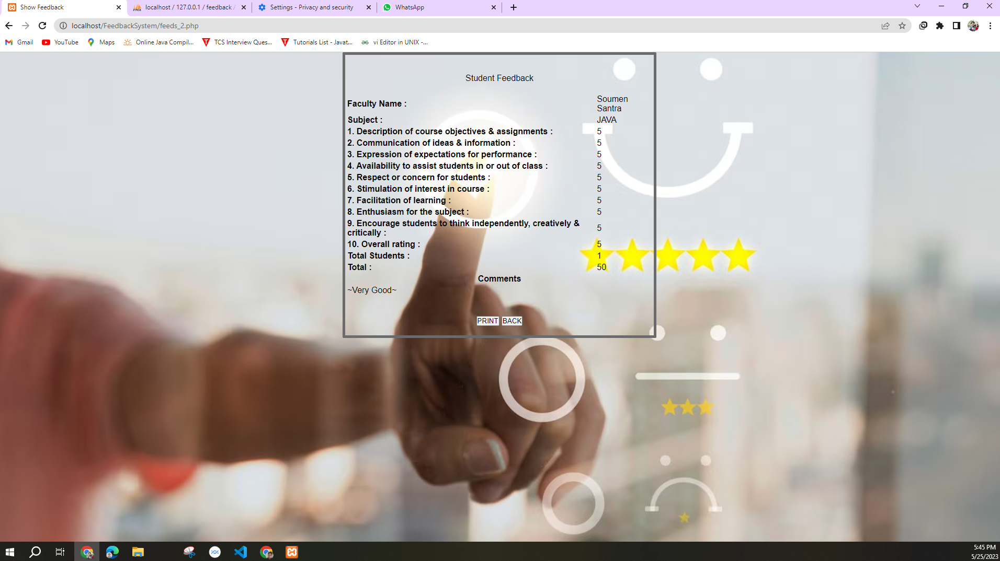 Show Feedback
localhost / 127.0.0.1 / feedback /
Settings - Privacy and security
WhatsApp
localhost/FeedbackSystem/feeds_2.php
Gmail
YouTube
Maps
Online Java Compil...
TCS Interview Ques...
Tutorials List - Javat...
vi Editor in UNIX -...
Student Feedback
Faculty Name :
Soumen
Santra
Subject : JAVA
1. Description of course objectives & assignments : 5
2. Communication of ideas & information : 5
3. Expression of expectations for performance : 5
4. Availability to assist students in or out of class : 5
5. Respect or concern for students : 5
6. Stimulation of interest in course : 5
7. Facilitation of learning : 5
8. Enthusiasm for the subject : 5
9. Encourage students to think independently, creatively &
critically : 5
10. Overall rating : 5
Total Students : 1
Total : 50
Comments
~Very Good~
PRINT BACK
5:45 PM
5/25/2023